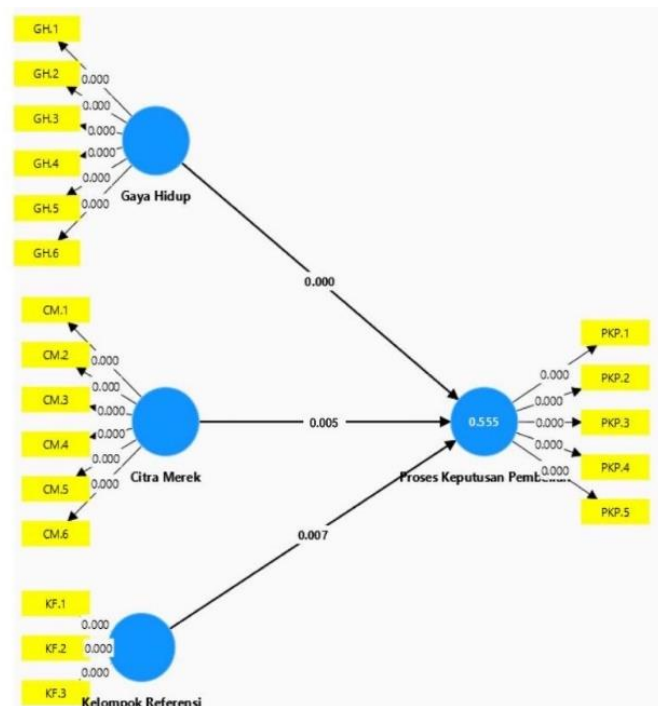 GH.1
GH.2
GH.3
GH.4
GH.5
GH.6
0.000
0.000
0.000
0.000
0.000
0.000
Gaya Hidup
0.000
CM.1
CM.2
CM.3
CM.4
CM.5
CM.6
0.000
0.000
0.000
0.000
0.000
0.000
Citra Merek
0.005
KF.1
KF.2
KF.3
0.000
0.000
0.000
Kelompok Referensi
0.007
0.555
Proses Keputusan
0.000
0.000
0.000
0.000
0.000
PKP.1
PKP.2
PKP.3
PKP.4
PKP.5